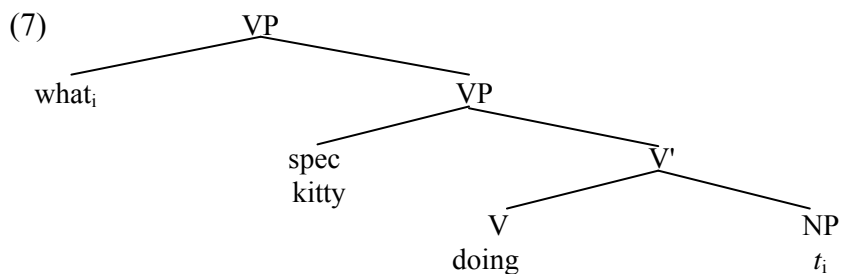 (7) VP
what_i VP
spec V'
kitty
V NP
doing t_i